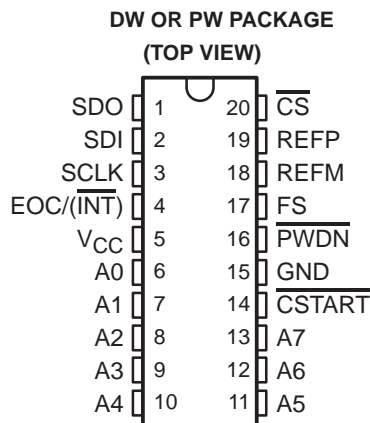 DW OR PW PACKAGE
(TOP VIEW)
SDO 1 20 CS
SDI 2 19 REFP
SCLK 3 18 REFM
EOC/(INT) 4 17 FS
VCC 5 16 PWDN
A0 6 15 GND
A1 7 14 CSTART
A2 8 13 A7
A3 9 12 A6
A4 10 11 A5